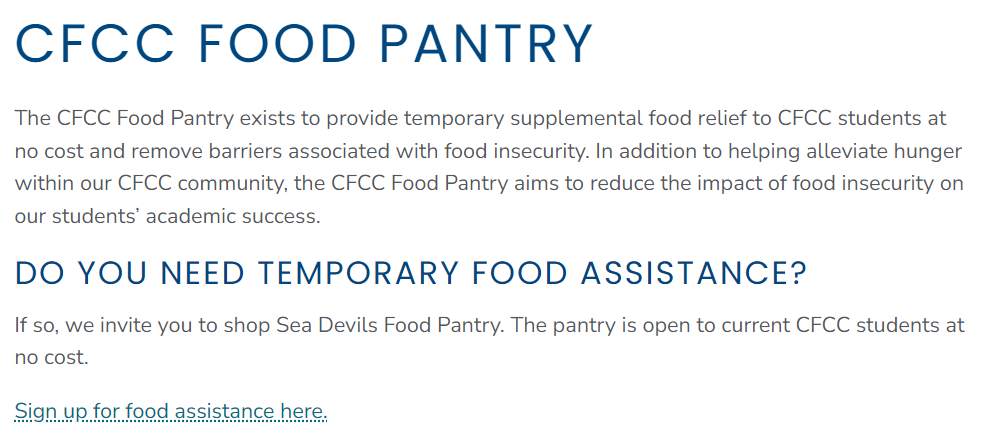 CFCC FOOD PANTRY
The CFCC Food Pantry exists to provide temporary supplemental food relief to CFCC students at
no cost and remove barriers associated with food insecurity. In addition to helping alleviate hunger
within our CFCC community, the CFCC Food Pantry aims to reduce the impact of food insecurity on
our students’ academic success.
DO YOU NEED TEMPORARY FOOD ASSISTANCE?
If so, we invite you to shop Sea Devils Food Pantry. The pantry is open to current CFCC students at
no cost.
Sign up for food assistance here.